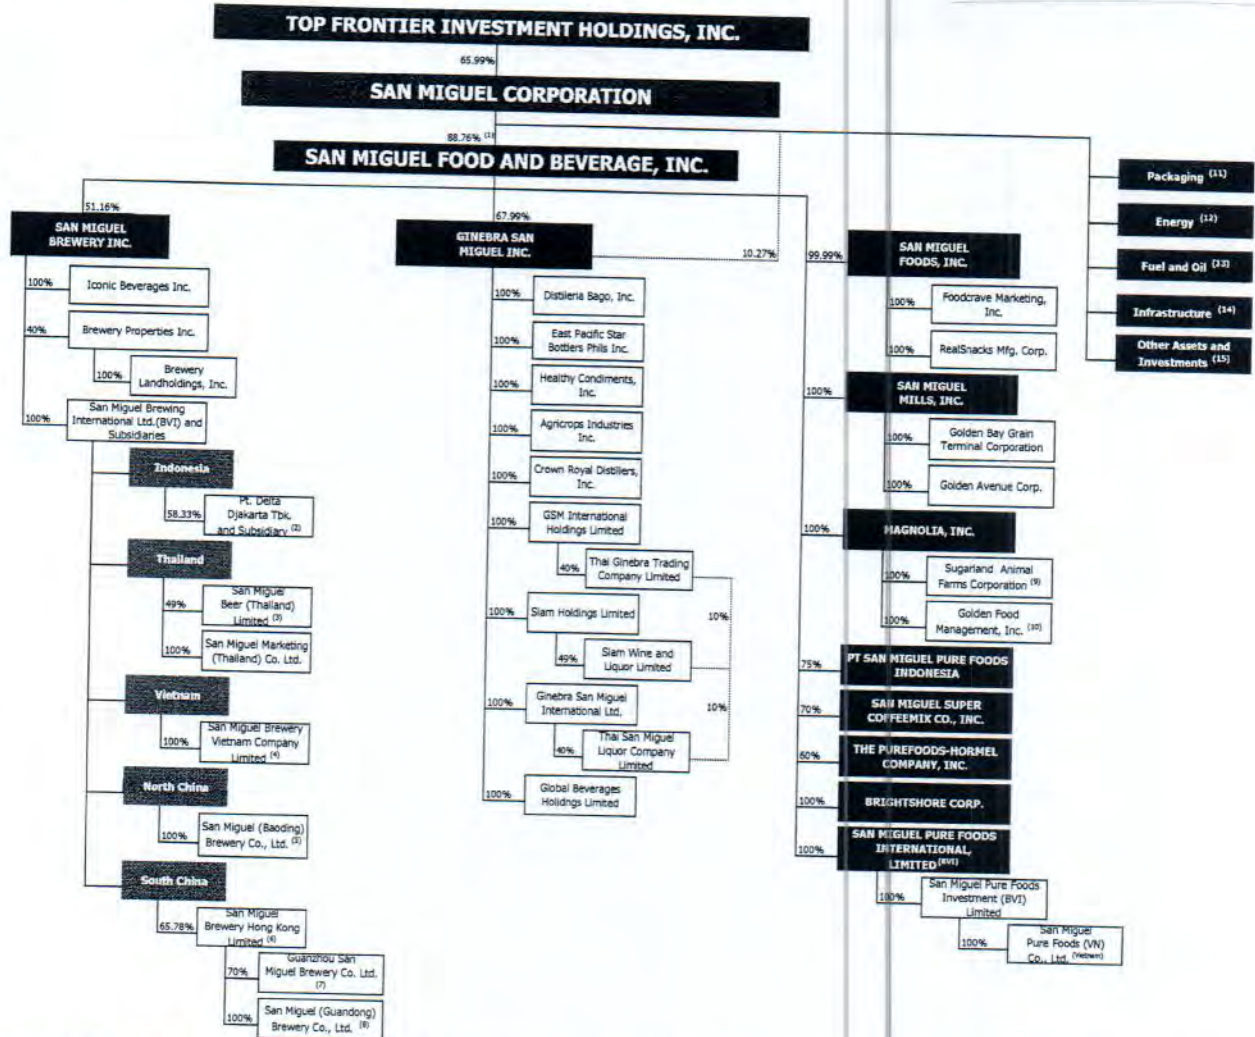 TOP FRONTIER INVESTMENT HOLDINGS, INC.
65.99%
SAN MIGUEL CORPORATION
88.76% (1)
SAN MIGUEL FOOD AND BEVERAGE, INC.
51.16%
SAN MIGUEL
BREWERY INC.
100%
Iconic Beverages Inc.
40%
Brewery Properties Inc.
100%
Brewery
Landholdings, Inc.
100%
San Miguel Brewing
International Ltd.(BVI) and
Subsidiaries
Indonesia
58.33%
Pt. Delta
Djakarta Tbk.
and Subsidiary (2)
Thailand
49%
San Miguel
Beer (Thailand)
Limited (3)
100%
San Miguel Marketing
(Thailand) Co. Ltd.
Vietnam
100%
San Miguel Brewery
Vietnam Company
Limited (4)
North China
100%
San Miguel (Baoding)
Brewery Co., Ltd. (5)
South China
65.78%
San Miguel
Brewery Hong Kong
Limited (6)
70%
Guanzhou San
Miguel Brewery Co. Ltd.
(7)
100%
San Miguel (Guandong)
Brewery Co., Ltd. (8)
67.99%
GINEBRA SAN
MIGUEL INC.
10.27%
100%
Distileria Bago, Inc.
100%
East Pacific Star
Bottlers Phils Inc.
100%
Healthy Condiments,
Inc.
100%
Agricrops Industries
Inc.
100%
Crown Royal Distillers,
Inc.
100%
GSM International
Holdings Limited
40%
Thai Ginebra Trading
Company Limited
10%
100%
Siam Holdings Limited
49%
Siam Wine and
Liquor Limited
10%
100%
Ginebra San Miguel
International Ltd.
40%
Thai San Miguel
Liquor Company
Limited
100%
Global Beverages
Holidngs Limited
99.99%
SAN MIGUEL
FOODS, INC.
100%
Foodcrave Marketing,
Inc.
100%
RealSnacks Mfg. Corp.
100%
SAN MIGUEL
MILLS, INC.
100%
Golden Bay Grain
Terminal Corporation
100%
Golden Avenue Corp.
100%
MAGNOLIA, INC.
100%
Sugarland Animal
Farms Corporation (9)
100%
Golden Food
Management, Inc. (10)
75%
PT SAN MIGUEL PURE FOODS
INDONESIA
70%
SAN MIGUEL SUPER
COFFEEMIX CO., INC.
60%
THE PUREFOODS-HORMEL
COMPANY, INC.
100%
BRIGHTSHORE CORP.
100%
SAN MIGUEL PURE FOODS
INTERNATIONAL,
LIMITED (BVI)
100%
San Miguel Pure Foods
Investment (BVI)
Limited
100%
San Miguel
Pure Foods (VN)
Co., Ltd. (Vietnam)
Packaging (11)
Energy (12)
Fuel and Oil (13)
Infrastructure (14)
Other Assets and
Investments (15)